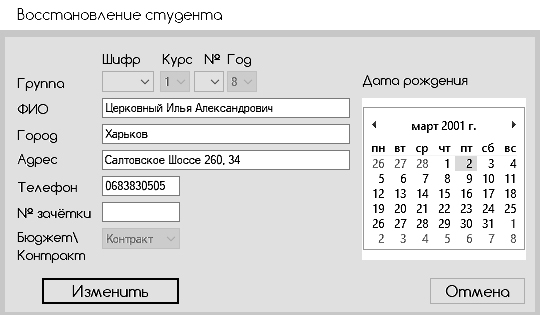 Восстановление студента
Шифр Курс № Год
Группа 1 8
ФИО Церковный Илья Александрович
Город Харьков
Адрес Салтовское Шоссе 260, 34
Телефон 0683830505
№ зачётки
Бюджет\ Контракт
Контракт
Изменить
Дата рождения
март 2001 г.
пн вт ср чт пт сб вс
26 27 28 1 2 3 4
5 6 7 8 9 10 11
12 13 14 15 16 17 18
19 20 21 22 23 24 25
26 27 28 29 30 31 1
2 3 4 5 6 7 8
Отмена